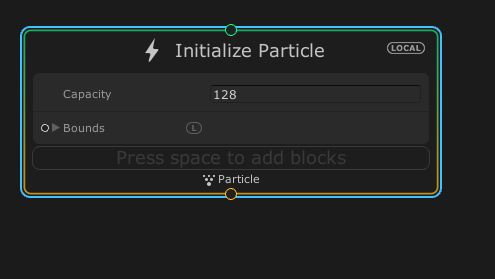 Initialize Particle
LOCAL
Capacity 128
Bounds L
Press space to add blocks
Particle